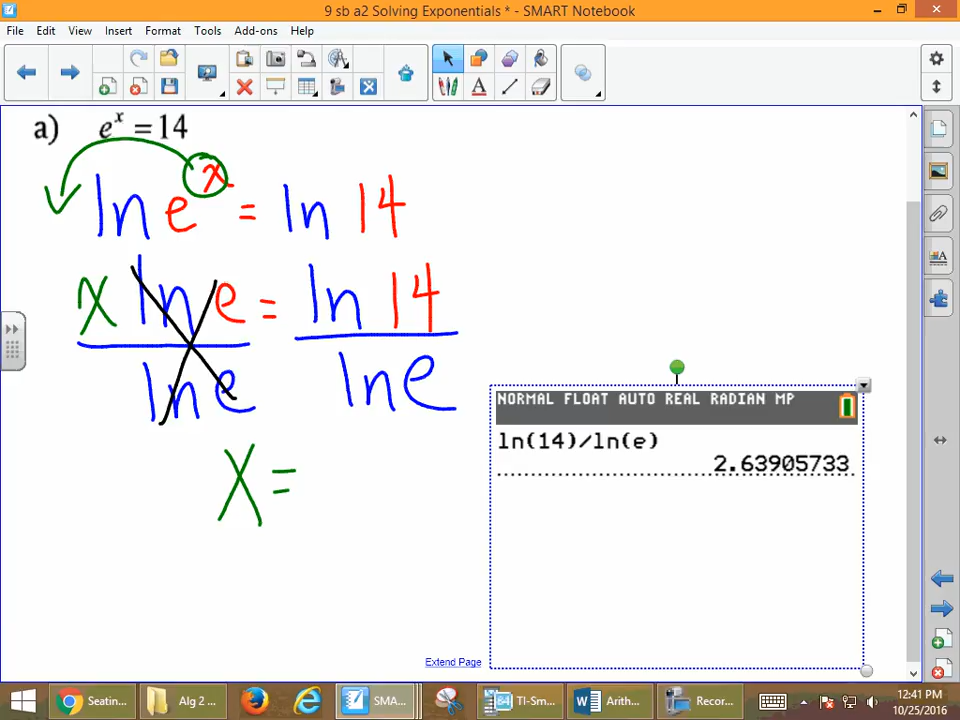 9 sb a2 Solving Exponentials * - SMART Notebook
File Edit View Insert Format Tools Add-ons Help
a) e^x = 14
ln e^x = ln 14
x ln e = ln 14
ln e ln e
X =
NORMAL FLOAT AUTO REAL RADIAN MP
ln(14)/ln(e)
2.63905733
Extend Page
Seatin... Alg 2 ... SMA... TI-Sm... Arith... Recor... 12:41 PM
10/25/2016